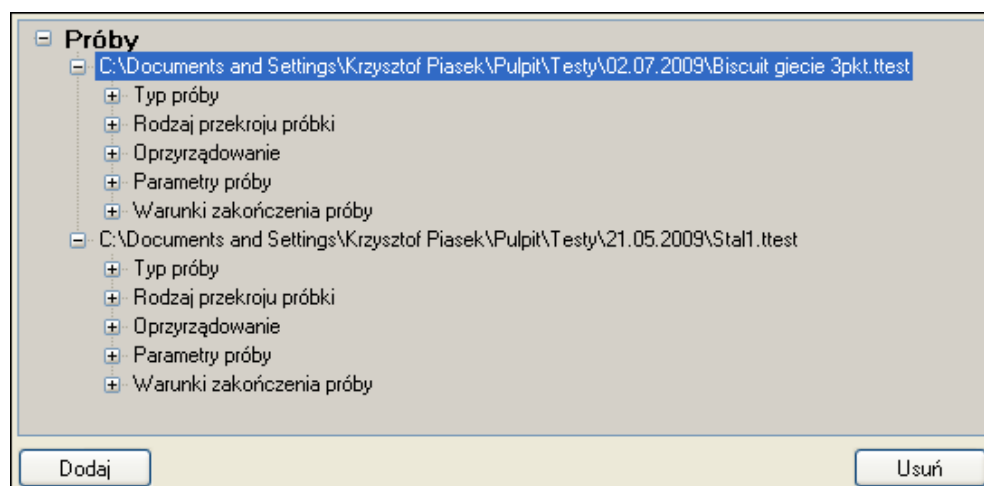 Próby
C:\Documents and Settings\Krzysztof Piasek\Pulpit\Testy\02.07.2009\Biscuit giecie 3pkt.ttest
Typ próby
Rodzaj przekroju próbki
Oprzyrządowanie
Parametry próby
Warunki zakończenia próby
C:\Documents and Settings\Krzysztof Piasek\Pulpit\Testy\21.05.2009\Stal1.ttest
Typ próby
Rodzaj przekroju próbki
Oprzyrządowanie
Parametry próby
Warunki zakończenia próby
Dodaj Usuń